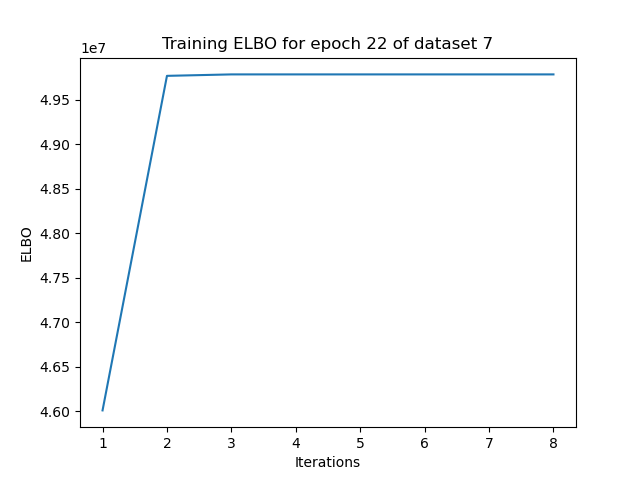 Training ELBO for epoch 22 of dataset 7
1e7
4.95
4.90
4.85
4.80
4.75
4.70
4.65
4.60
ELBO
1 2 3 4 5 6 7 8
Iterations